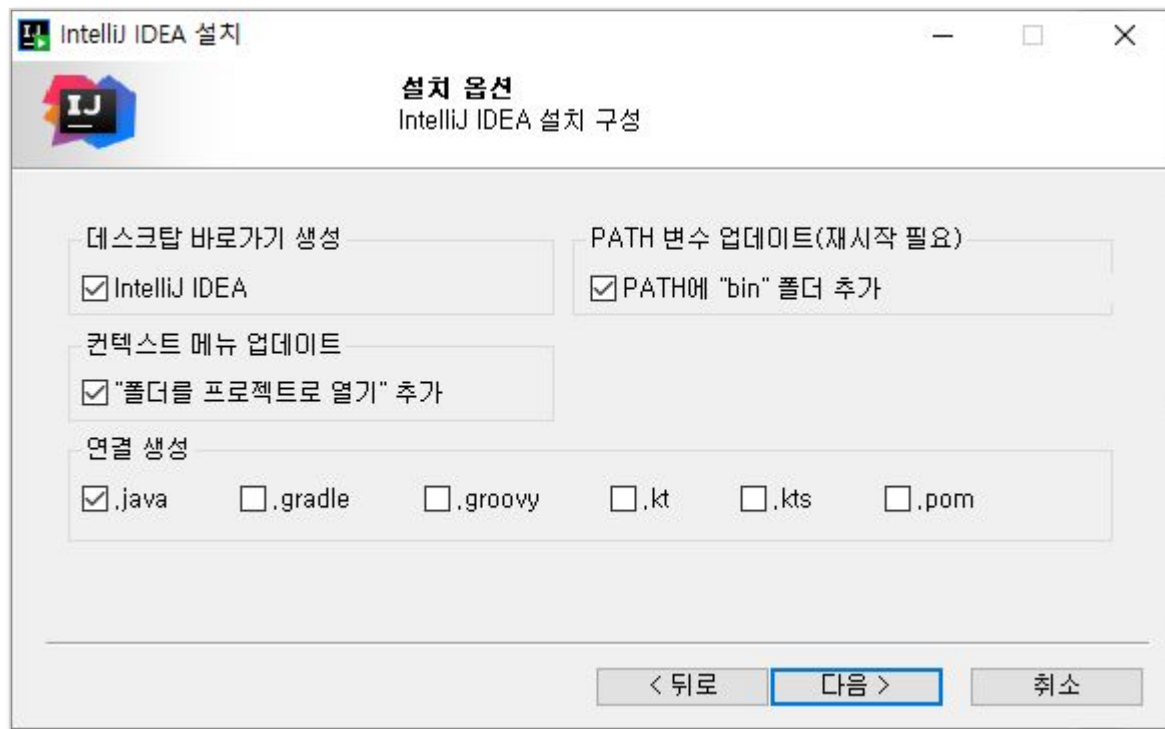 IntelliJ IDEA 설치
IJ
설치 옵션
IntelliJ IDEA 설치 구성
데스크탑 바로가기 생성
IntelliJ IDEA
PATH 변수 업데이트(재시작 필요)
PATH에 "bin" 폴더 추가
컨텍스트 메뉴 업데이트
"폴더를 프로젝트로 열기" 추가
연결 생성
.java .gradle .groovy .kt .kts .pom
< 뒤로 다음 > 취소